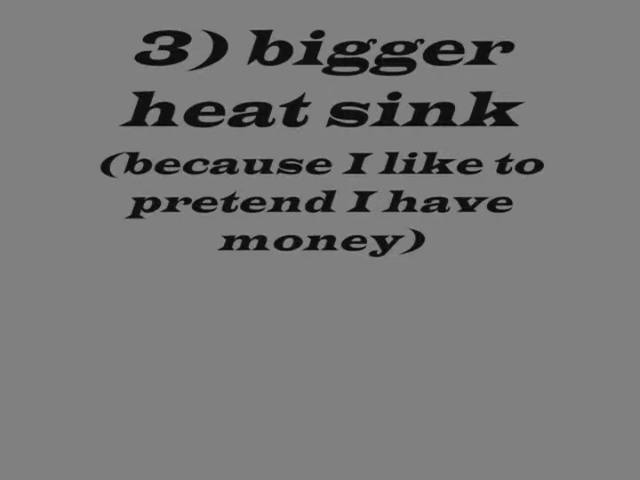 3) bigger
heat sink
(because I like to
pretend I have
money)